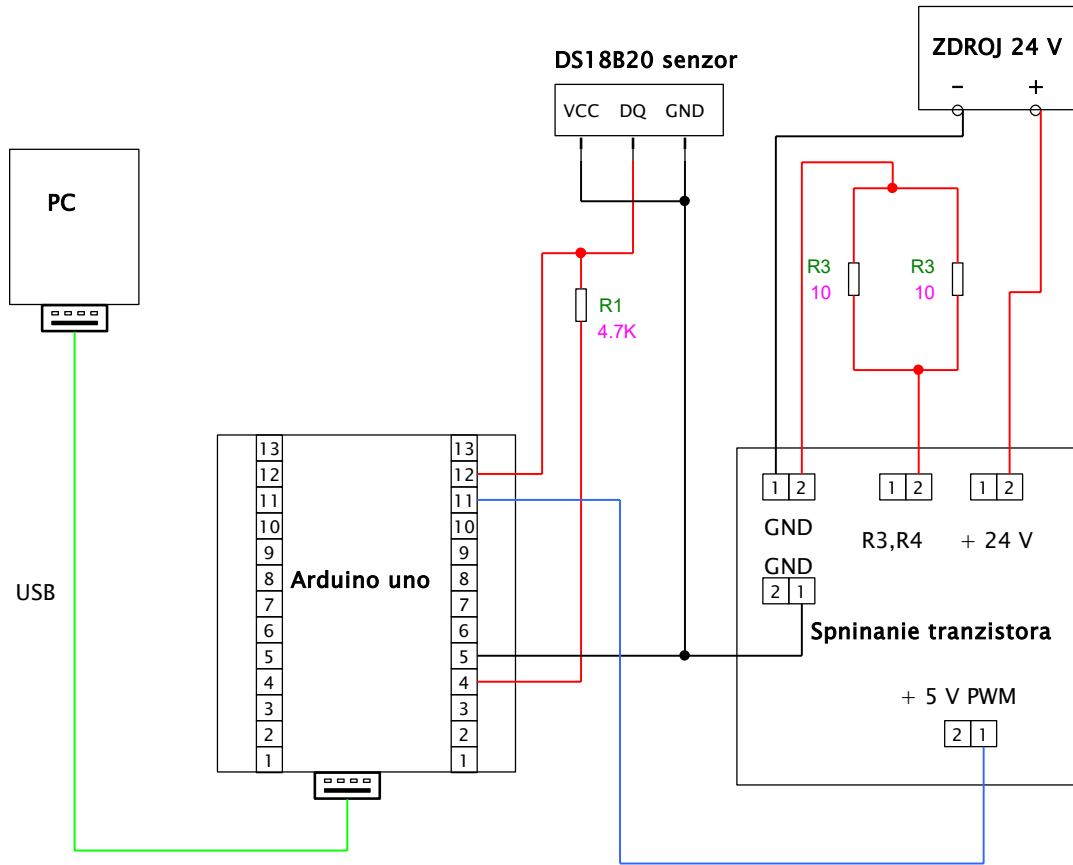 ZDROJ 24 V
- +
DS18B20 senzor
VCC DQ GND
PC
R3
10
R3
10
R1
4.7K
13
12
11
10
9
8
7
6
5
4
3
2
1
Arduino uno
13
12
11
10
9
8
7
6
5
4
3
2
1
USB
1 2
GND
1 2
R3,R4
1 2
+ 24 V
GND
2 1
Spninanie tranzistora
+ 5 V PWM
2 1